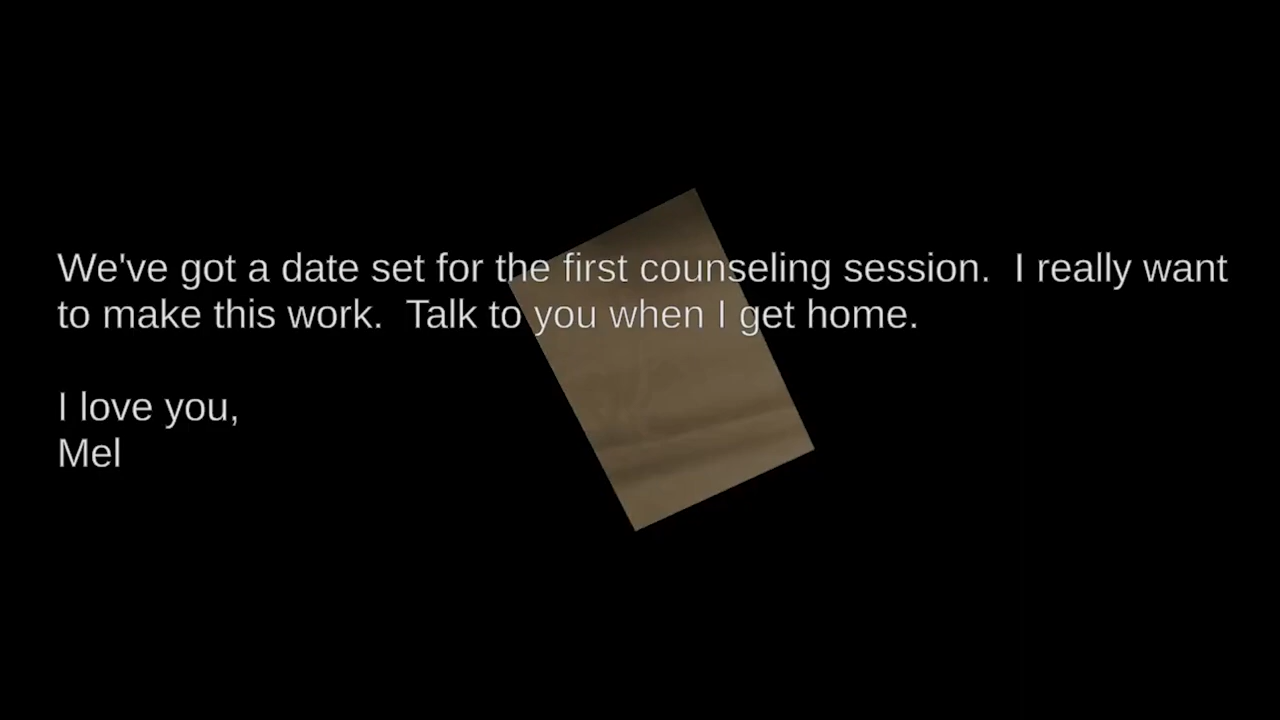 We've got a date set for the first counseling session.  I really want
to make this work.  Talk to you when I get home.

I love you,
Mel